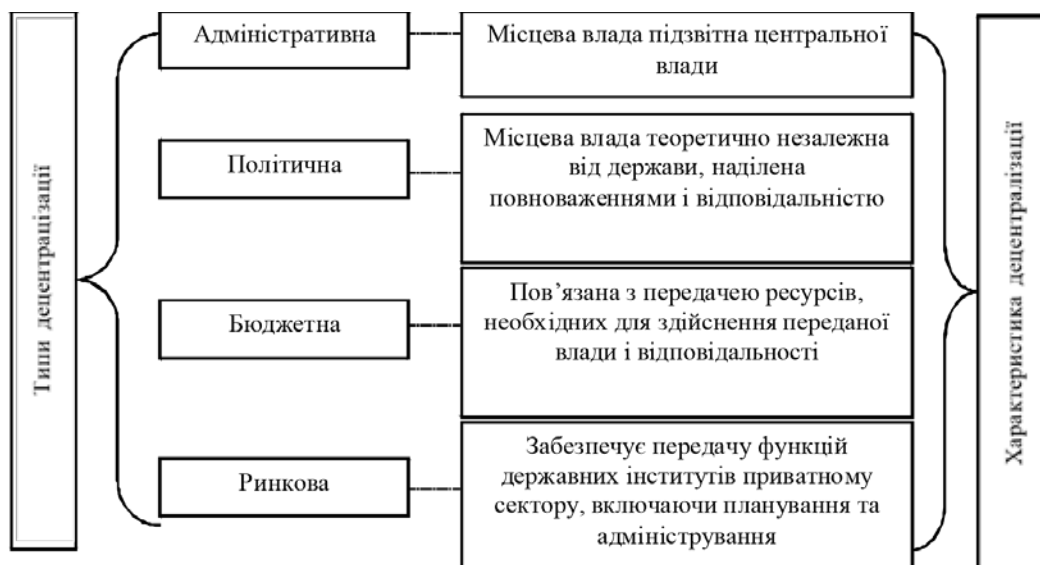 Типи децентрацізації
Адміністративна
Місцева влада підзвітна центральної
влади
Політична
Місцева влада теоретично незалежна
від держави, наділена
повноваженнями і відповідальністю
Бюджетна
Пов’язана з передачею ресурсів,
необхідних для здійснення переданої
влади і відповідальності
Ринкова
Забезпечує передачу функцій
державних інститутів приватному
сектору, включаючи планування та
адміністрування
Характеристика децентралізації